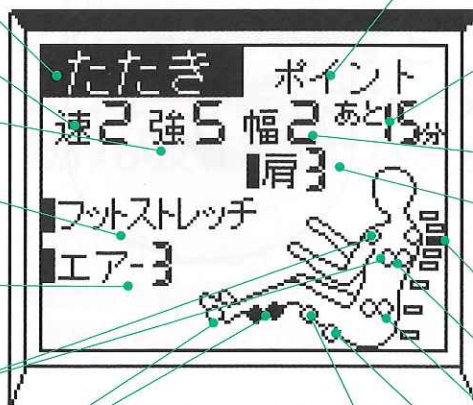 たたき ポイント
速2 強5 幅2 あと15分
肩3
フットストレッチ
エアー3